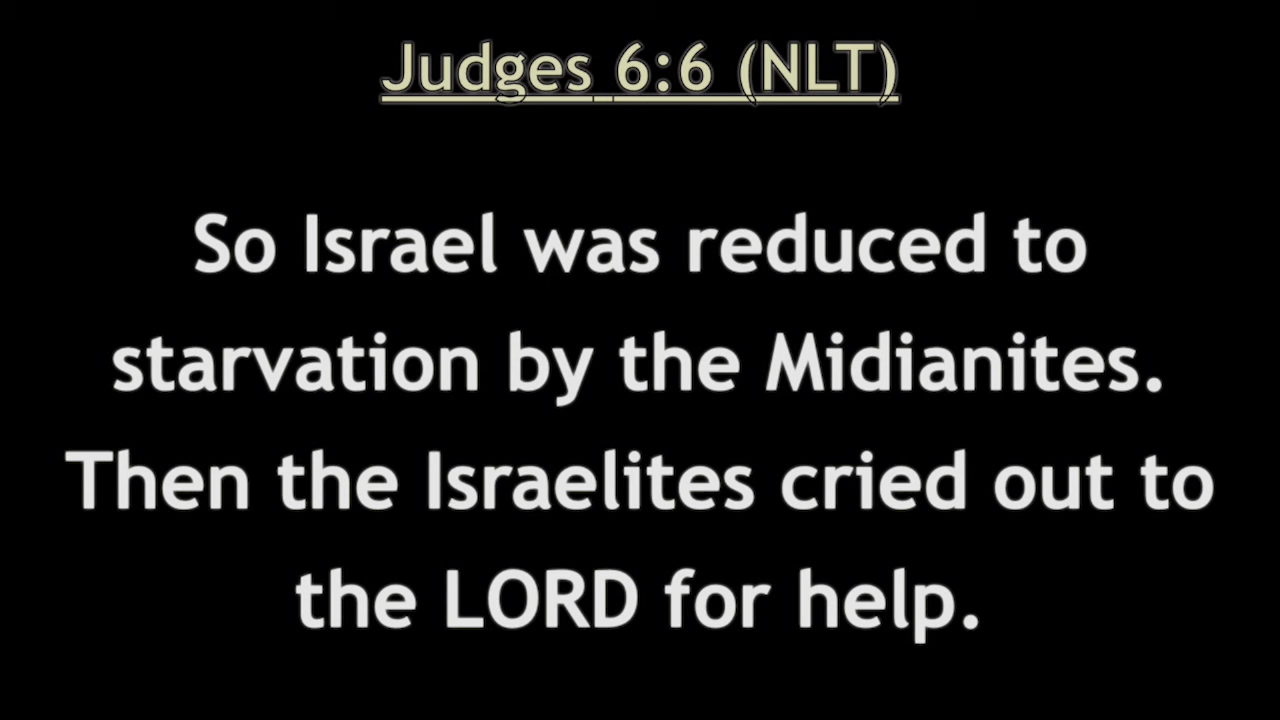 Judges 6:6 (NLT)
So Israel was reduced to
starvation by the Midianites.
Then the Israelites cried out to
the LORD for help.